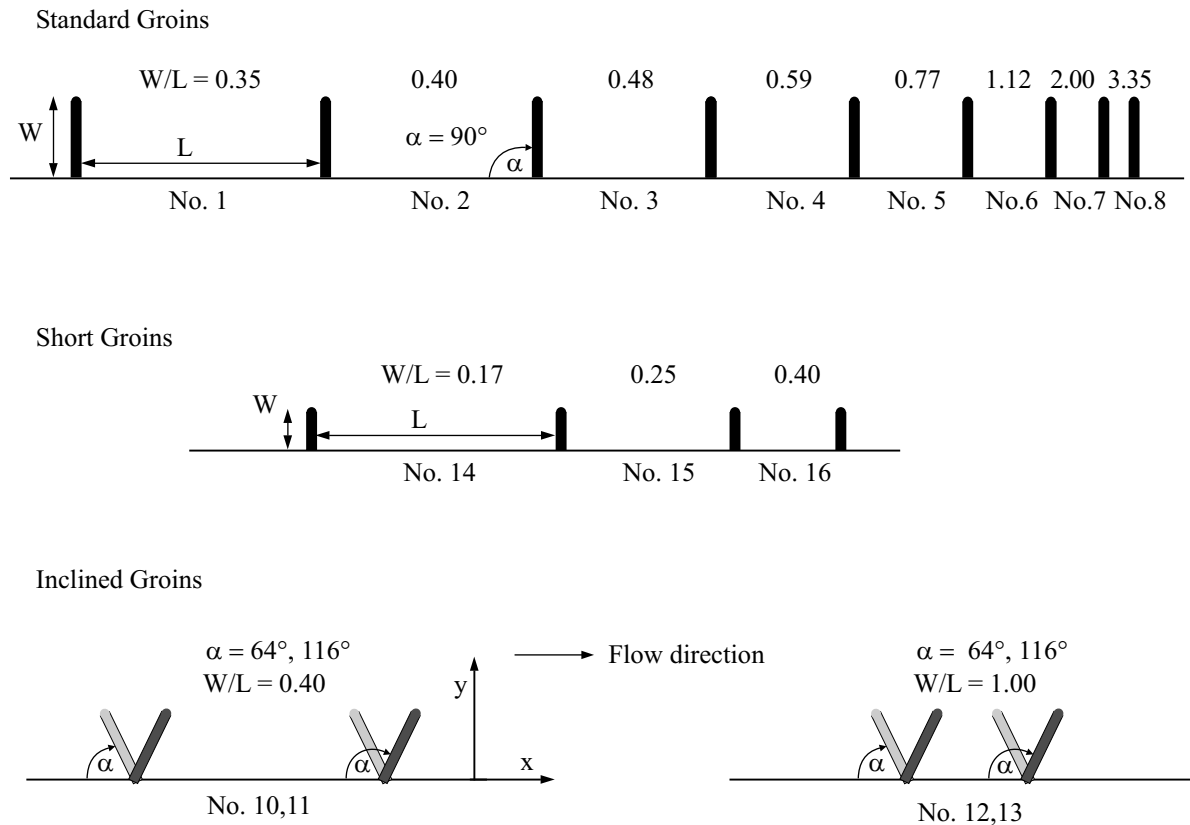 Standard Groins
W/L = 0.35 0.40 0.48 0.59 0.77 1.12 2.00 3.35
W L α = 90° α
No. 1 No. 2 No. 3 No. 4 No. 5 No.6 No.7 No.8
Short Groins
W/L = 0.17 0.25 0.40
W L
No. 14 No. 15 No. 16
Inclined Groins
α = 64°, 116° Flow direction α = 64°, 116°
W/L = 0.40 y W/L = 1.00
α α x α α
No. 10,11 No. 12,13